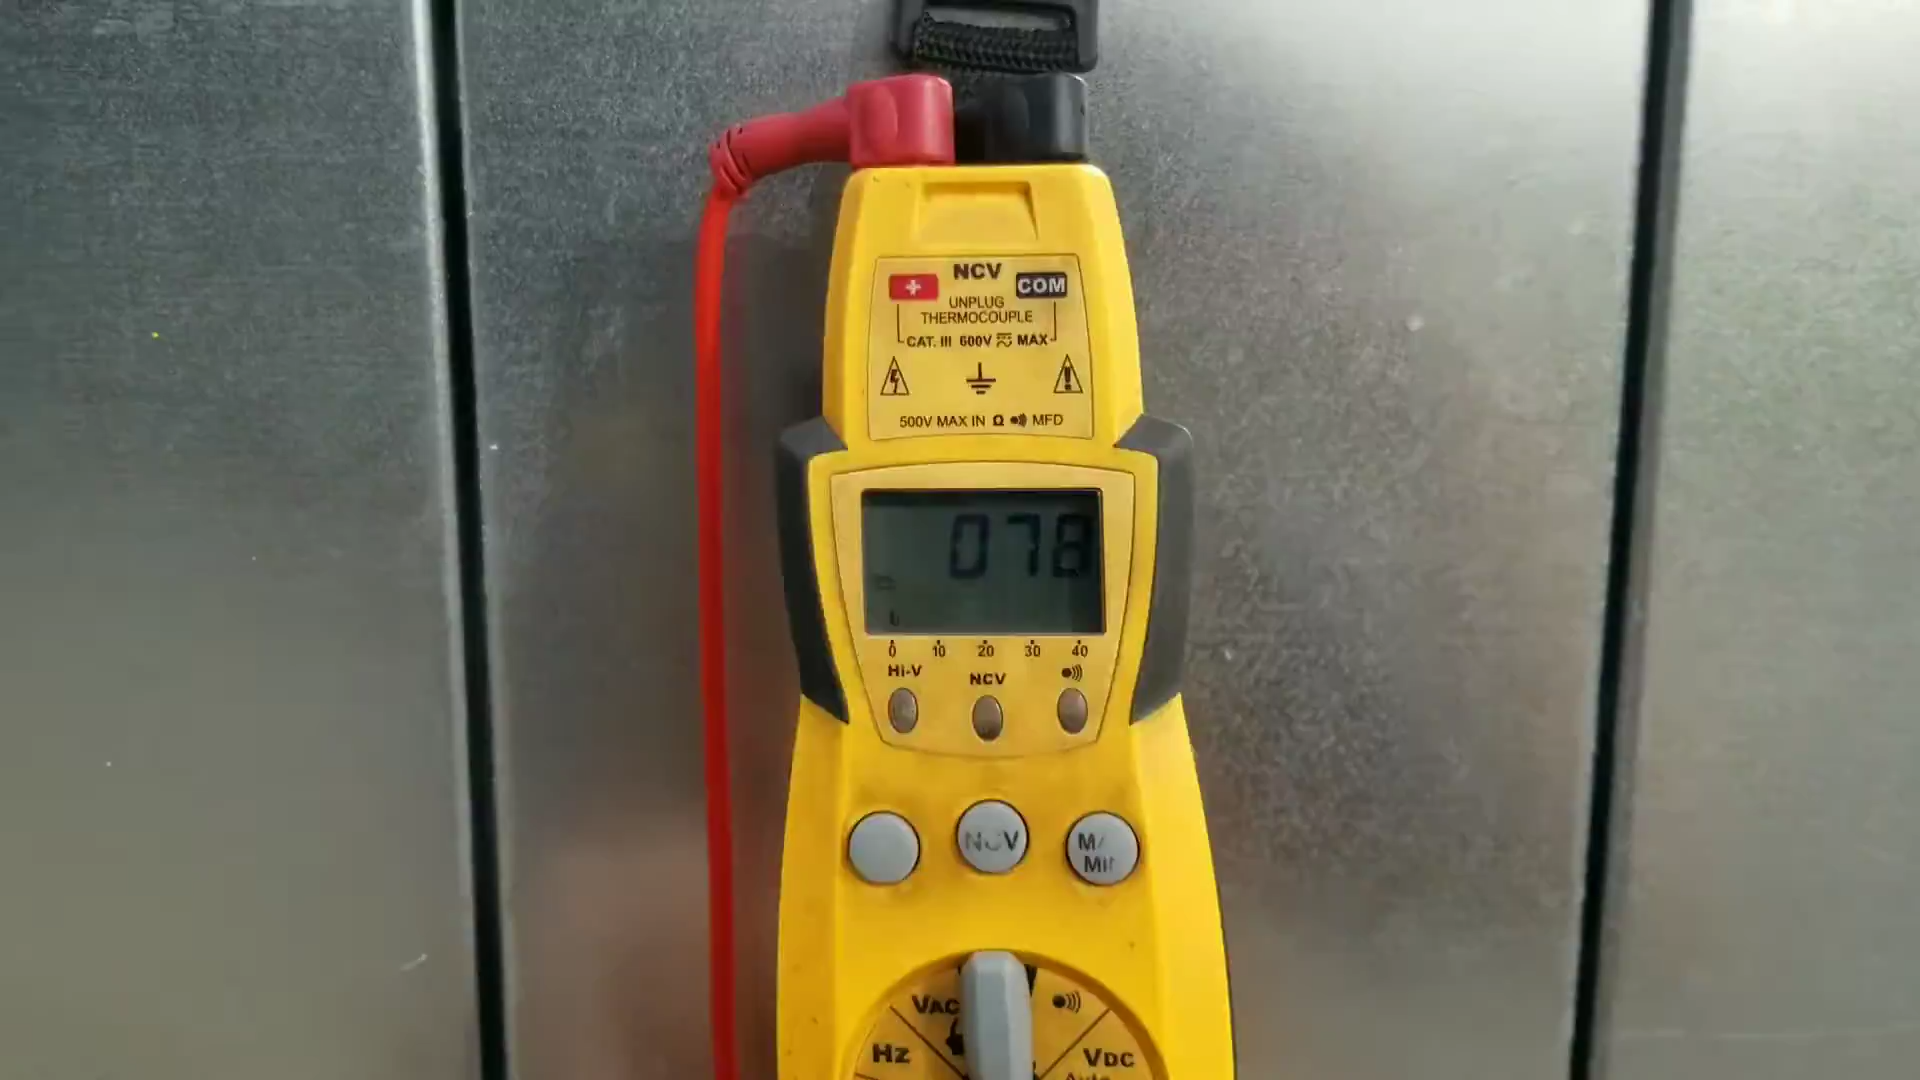 NCV
+ COM
UNPLUG
THERMOCOUPLE
CAT. III 600V MAX
500V MAX IN Ω MFD
078
0 10 20 30 40
Hi-V
NCV
NCV
M
Mi
VAC
Hz
VDC